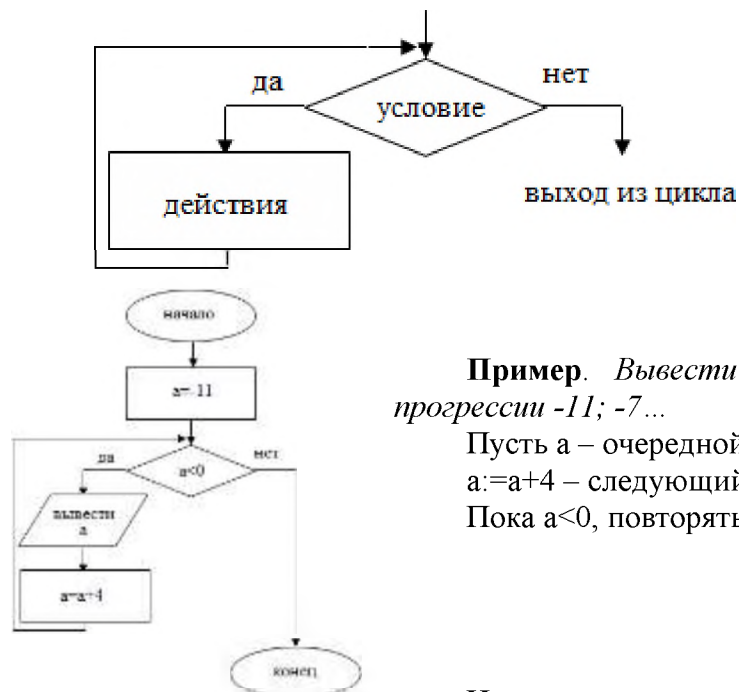 да
нет
условие
действия
выход из цикла
начало
a=-11
да
нет
a<0
вывести
a
a=a+4
конец
Пример. Вывести
прогрессии -11; -7...
Пусть a – очередной
a:=a+4 – следующий
Пока a<0, повторять